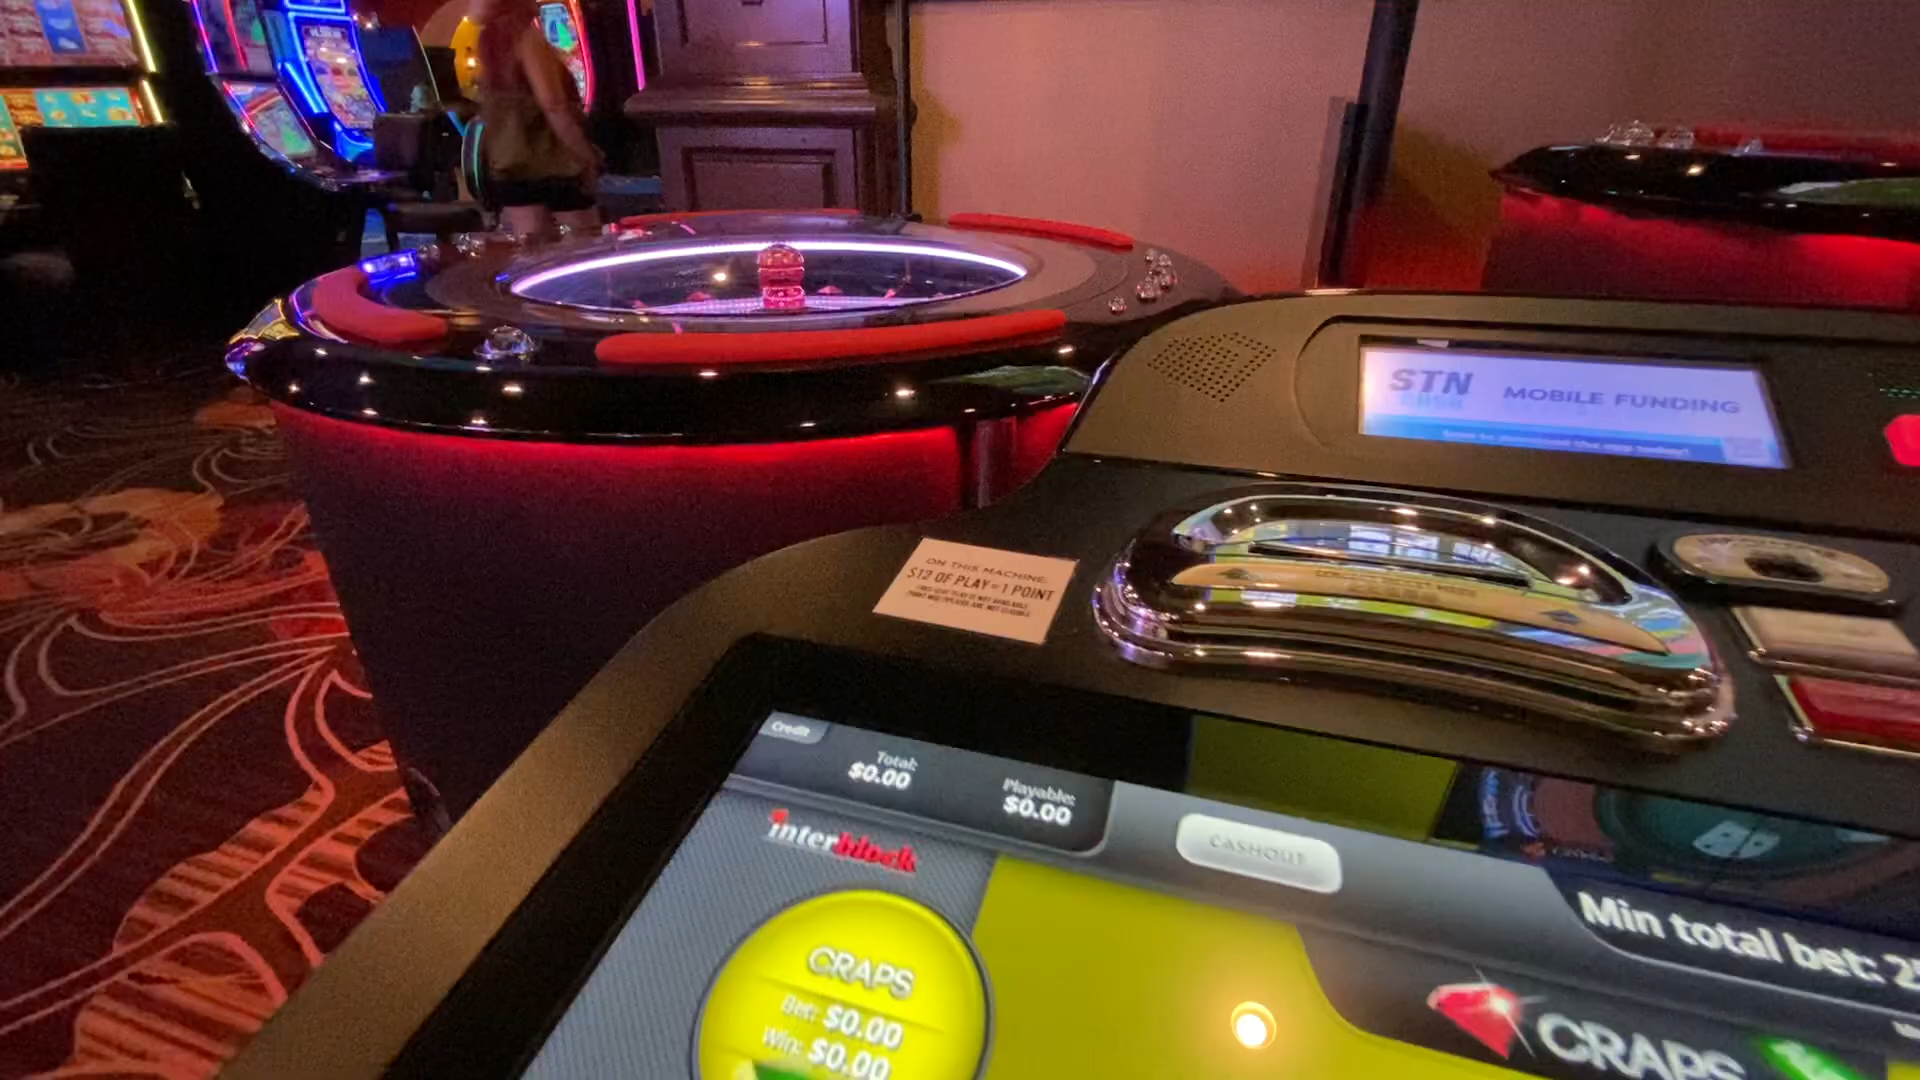 STN
MOBILE FUNDING
ON THIS MACHINE:
$12 OF PLAY = 1 POINT
Credit
Total:
$0.00
Playable:
$0.00
CASHOUT
interblock
Min total bet: 25
CRAPS
Bet: $0.00
Win: $0.00
CRAPS